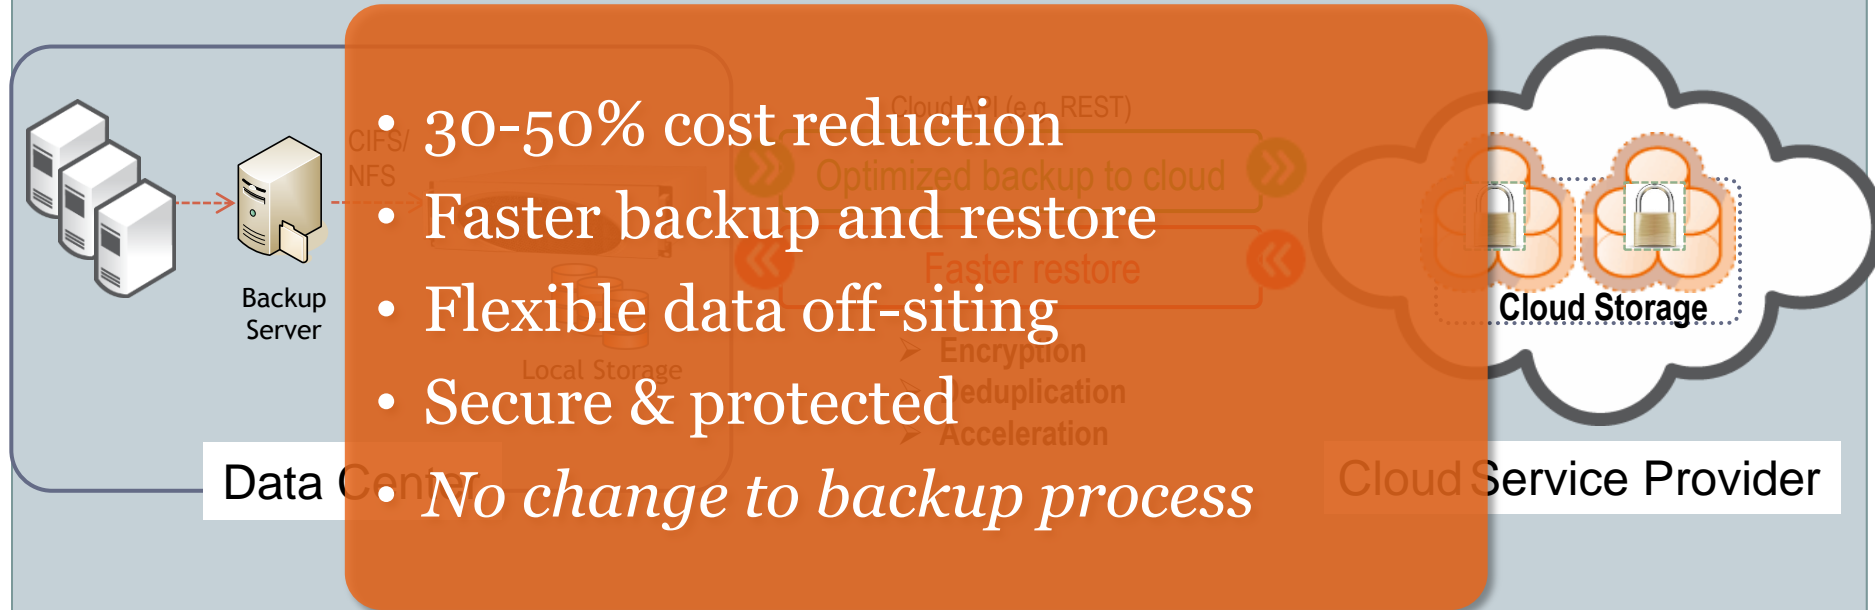 Cloud API (e.g. REST)
• 30-50% cost reduction
CIFS/
NFS
Optimized backup to cloud
• Faster backup and restore
Faster restore
Backup
Server
• Flexible data off-siting
Cloud Storage
➢ Encryption
Local Storage
➢ Deduplication
• Secure & protected
➢ Acceleration
Data Center
• No change to backup process
Cloud Service Provider